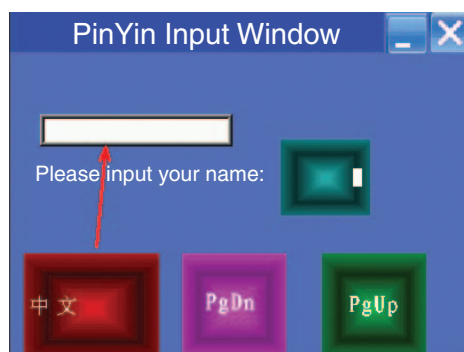 PinYin Input Window
Please input your name:
中文
PgDn
PgUp